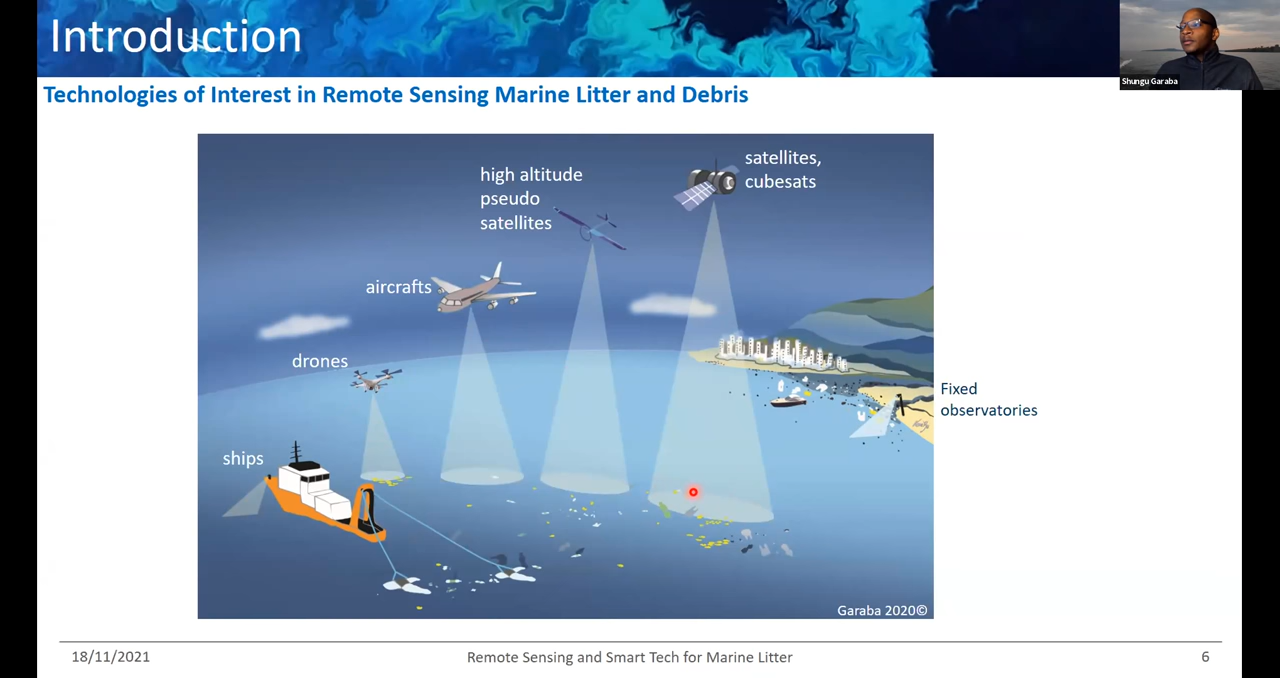 Introduction
Shungu Garaba
Technologies of Interest in Remote Sensing Marine Litter and Debris
satellites,
cubesats
high altitude
pseudo
satellites
aircrafts
drones
Fixed
observatories
ships
Garaba 2020©
18/11/2021
Remote Sensing and Smart Tech for Marine Litter
6